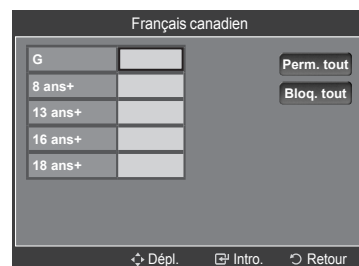 Français canadien
G
Perm. tout
8 ans+
Bloq. tout
13 ans+
16 ans+
18 ans+
Dépl. Intro. Retour